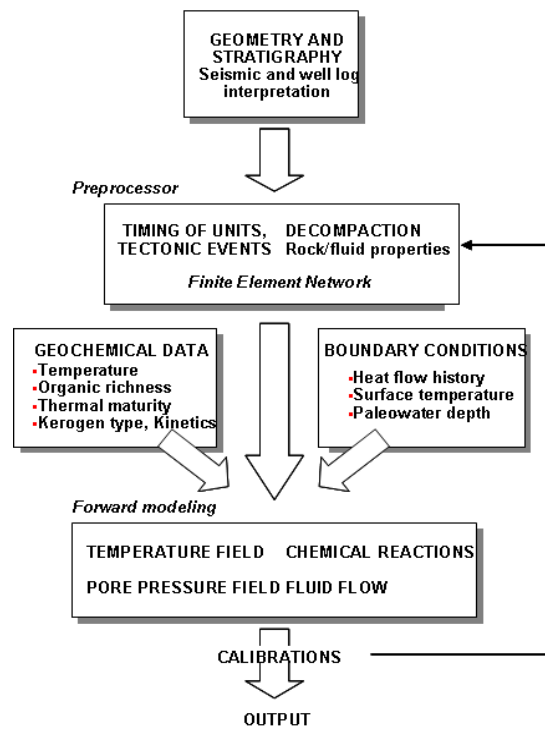 GEOMETRY AND
STRATIGRAPHY
Seismic and well log
interpretation
Preprocessor
TIMING OF UNITS, DECOMPACTION
TECTONIC EVENTS Rock/fluid properties
Finite Element Network
GEOCHEMICAL DATA
▪Temperature
▪Organic richness
▪Thermal maturity
▪Kerogen type, Kinetics
BOUNDARY CONDITIONS
▪Heat flow history
▪Surface temperature
▪Paleowater depth
Forward modeling
TEMPERATURE FIELD CHEMICAL REACTIONS
PORE PRESSURE FIELD FLUID FLOW
CALIBRATIONS
OUTPUT